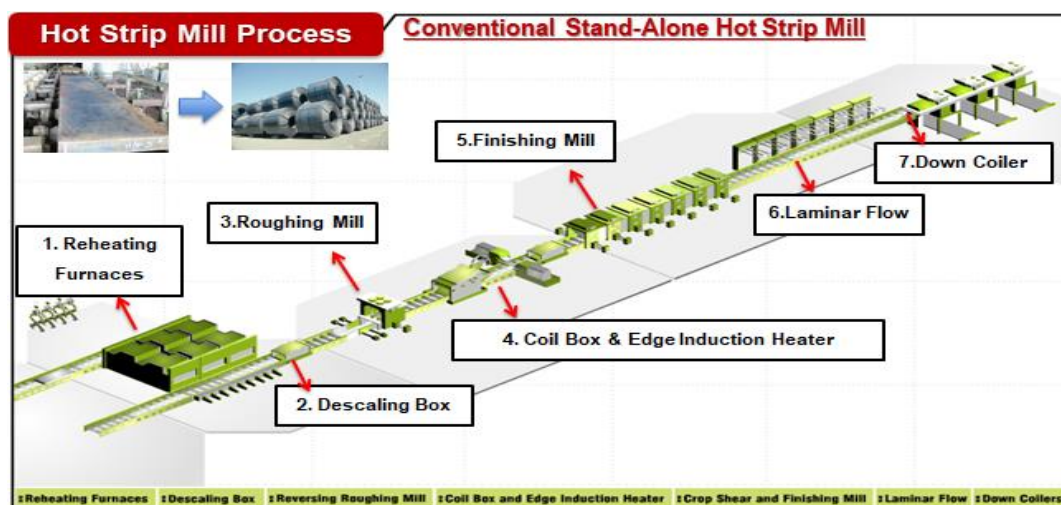 Hot Strip Mill Process
Conventional Stand-Alone Hot Strip Mill
5.Finishing Mill
7.Down Coiler
3.Roughing Mill
6.Laminar Flow
1. Reheating
Furnaces
4. Coil Box & Edge Induction Heater
2. Descaling Box
:Reheating Furnaces :Descaling Box :Reversing Roughing Mill :Coil Box and Edge Induction Heater :Crop Shear and Finishing Mill :Laminar Flow :Down Coilers